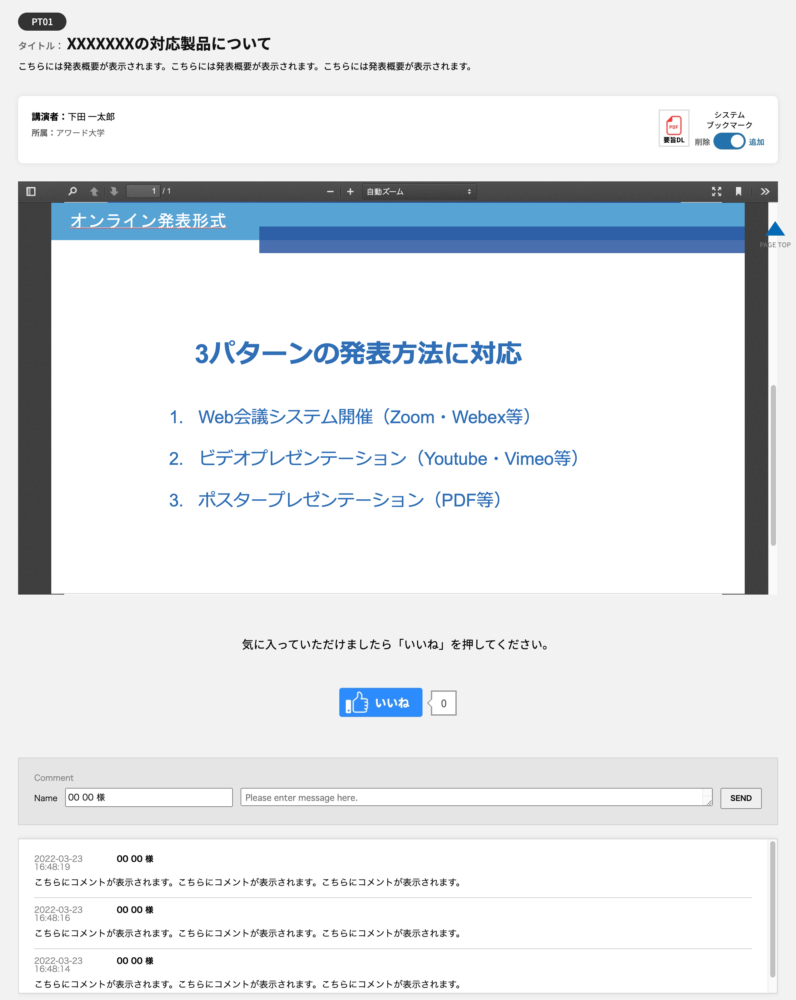 PT01
タイトル： XXXXXXXの対応製品について
こちらには発表概要が表示されます。こちらには発表概要が表示されます。こちらには発表概要が表示されます。
講演者：下田 一太郎
所属：アワード大学
PDF
要旨DL
システム
ブックマーク
削除 追加
1 / 1
自動ズーム
オンライン発表形式
PAGE TOP
3パターンの発表方法に対応
1. Web会議システム開催（Zoom・Webex等）
2. ビデオプレゼンテーション（Youtube・Vimeo等）
3. ポスタープレゼンテーション（PDF等）
気に入っていただけましたら「いいね」を押してください。
いいね 0
Comment
Name 00 00 様 Please enter message here. SEND
2022-03-23 00 00 様
16:48:19
こちらにコメントが表示されます。こちらにコメントが表示されます。こちらにコメントが表示されます。
2022-03-23 00 00 様
16:48:16
こちらにコメントが表示されます。こちらにコメントが表示されます。こちらにコメントが表示されます。
2022-03-23 00 00 様
16:48:14
こちらにコメントが表示されます。こちらにコメントが表示されます。こちらにコメントが表示されます。